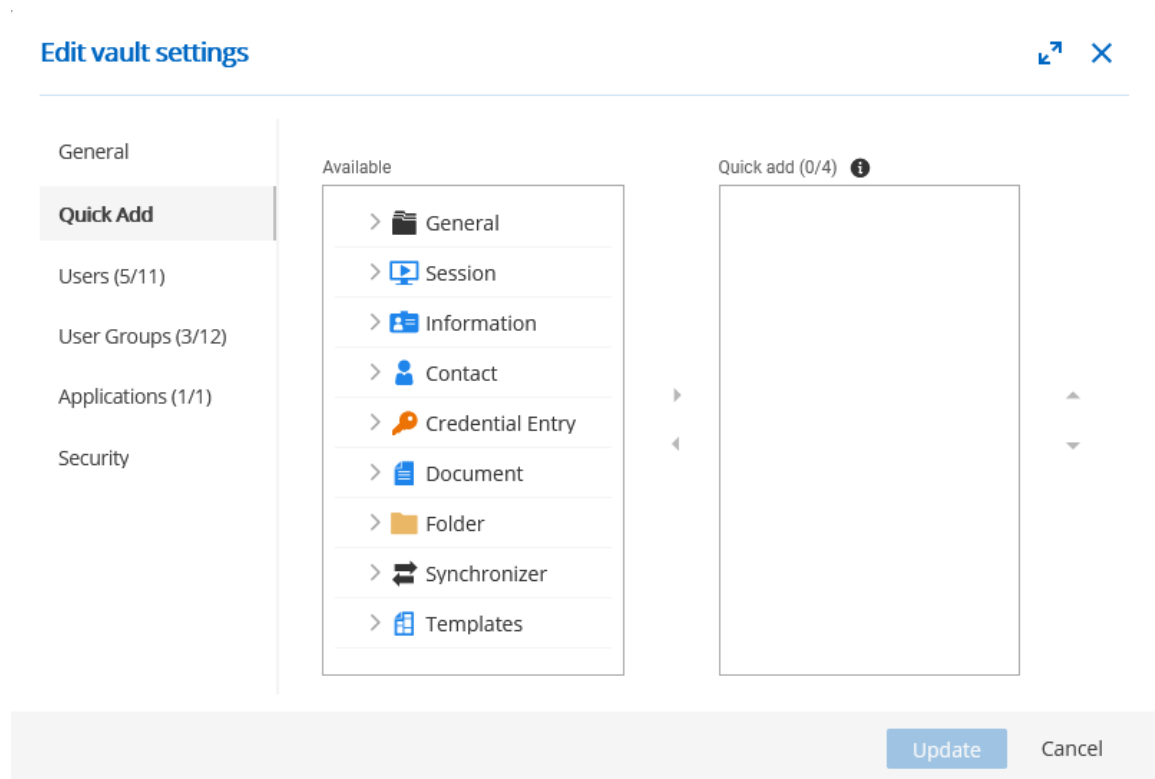 Edit vault settings
General
Quick Add
Users (5/11)
User Groups (3/12)
Applications (1/1)
Security
Available
General
Session
Information
Contact
Credential Entry
Document
Folder
Synchronizer
Templates
Quick add (0/4)
Update
Cancel